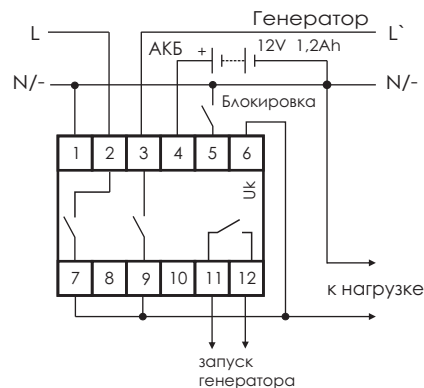 Генератор
L АКБ + 12V 1,2Ah L`
N/- N/-
Блокировка
1 2 3 4 5 6
Uk
7 8 9 10 11 12
к нагрузке
запуск
генератора